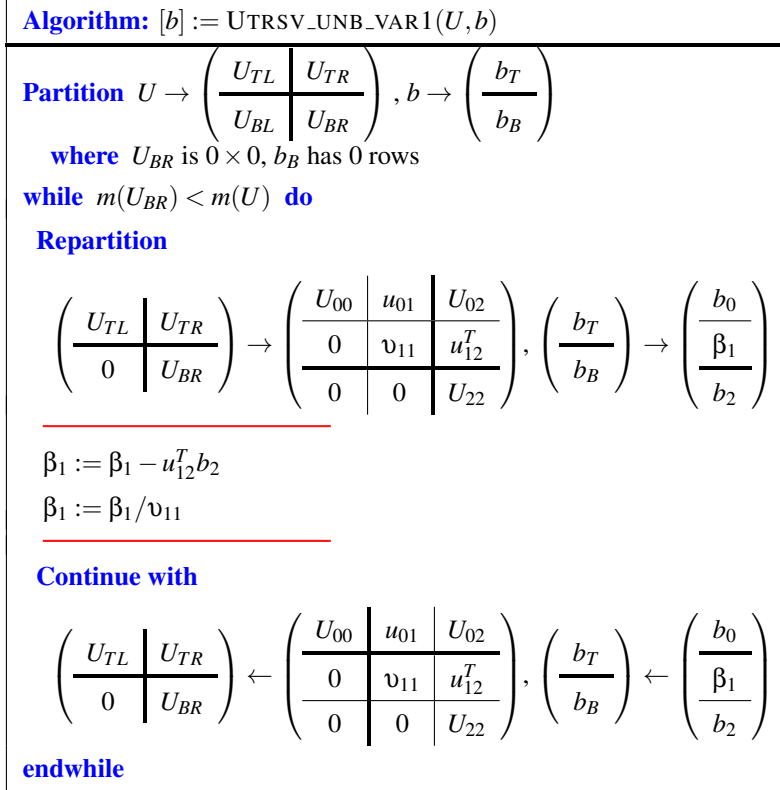 Algorithm: [b] := UTRSV_UNB_VAR1(U, b)
Partition U → ( U_TL U_TR ; U_BL U_BR ), b → ( b_T ; b_B )
where U_BR is 0 × 0, b_B has 0 rows
while m(U_BR) < m(U) do
Repartition
( U_TL U_TR ; 0 U_BR ) → ( U_00 u_01 U_02 ; 0 υ_11 u_12^T ; 0 0 U_22 ), ( b_T ; b_B ) → ( b_0 ; β_1 ; b_2 )
β_1 := β_1 − u_12^T b_2
β_1 := β_1/υ_11
Continue with
( U_TL U_TR ; 0 U_BR ) ← ( U_00 u_01 U_02 ; 0 υ_11 u_12^T ; 0 0 U_22 ), ( b_T ; b_B ) ← ( b_0 ; β_1 ; b_2 )
endwhile